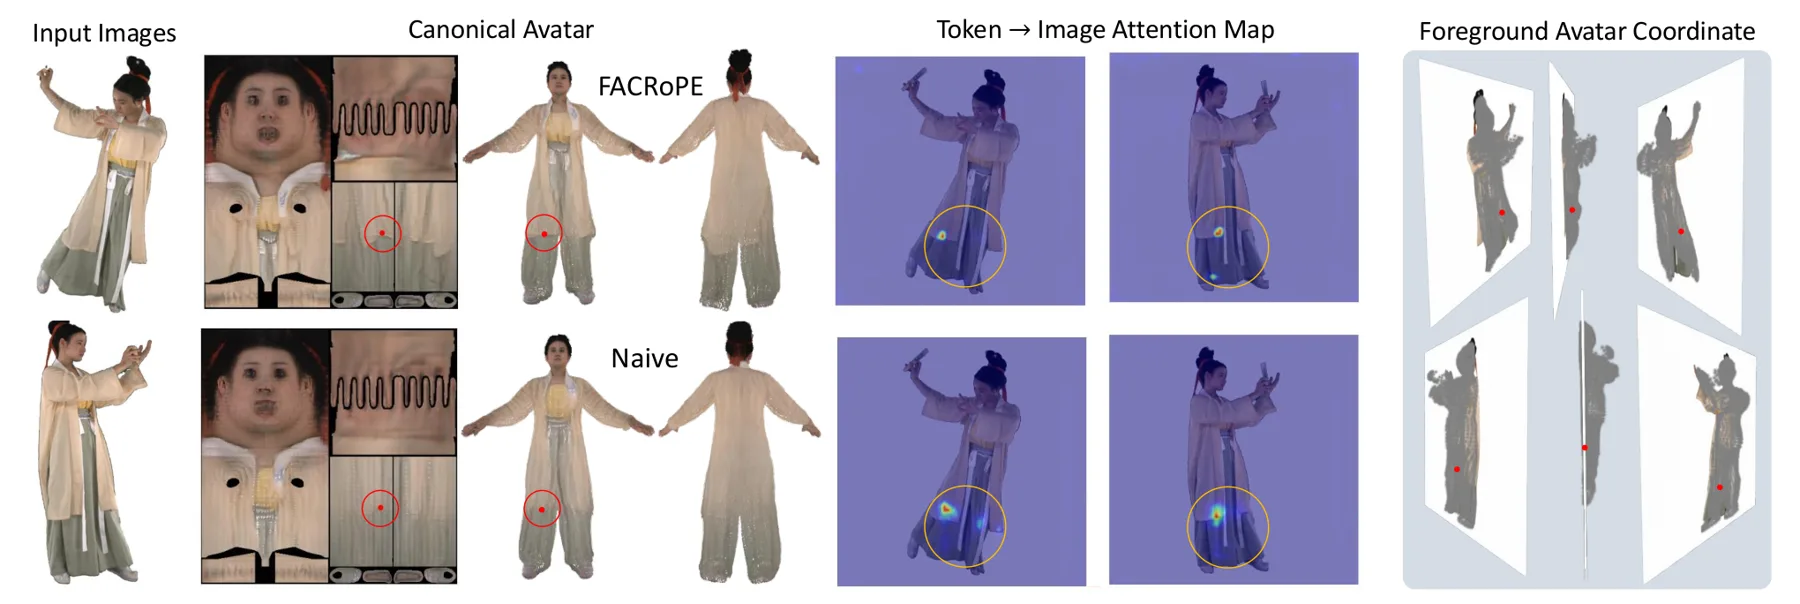 Input Images
Canonical Avatar
Token → Image Attention Map
Foreground Avatar Coordinate
FACRoPE
Naive